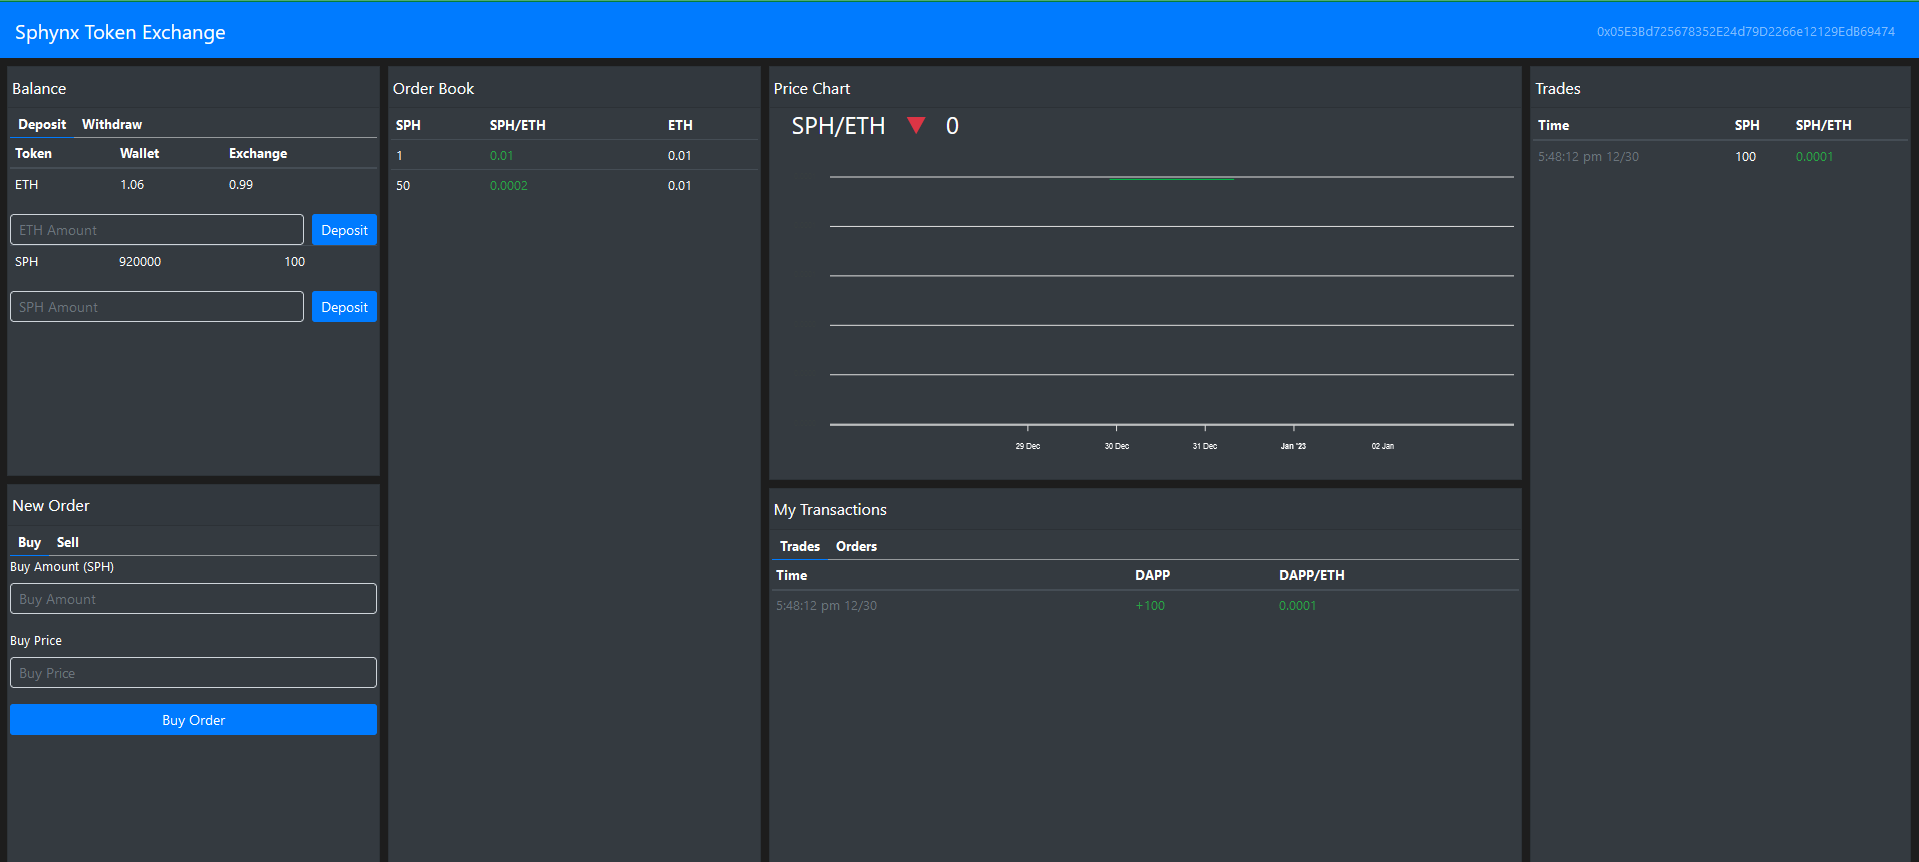 Sphynx Token Exchange
0x05E3Bd725678352E24d79D2266e12129EdB69474
Balance
Deposit Withdraw
Token Wallet Exchange
ETH 1.06 0.99
ETH Amount Deposit
SPH 920000 100
SPH Amount Deposit
New Order
Buy Sell
Buy Amount (SPH)
Buy Amount
Buy Price
Buy Price
Buy Order
Order Book
SPH SPH/ETH ETH
1 0.01 0.01
50 0.0002 0.01
Price Chart
SPH/ETH ▼ 0
29 Dec 30 Dec 31 Dec Jan '23 02 Jan
My Transactions
Trades Orders
Time DAPP DAPP/ETH
5:48:12 pm 12/30 +100 0.0001
Trades
Time SPH SPH/ETH
5:48:12 pm 12/30 100 0.0001